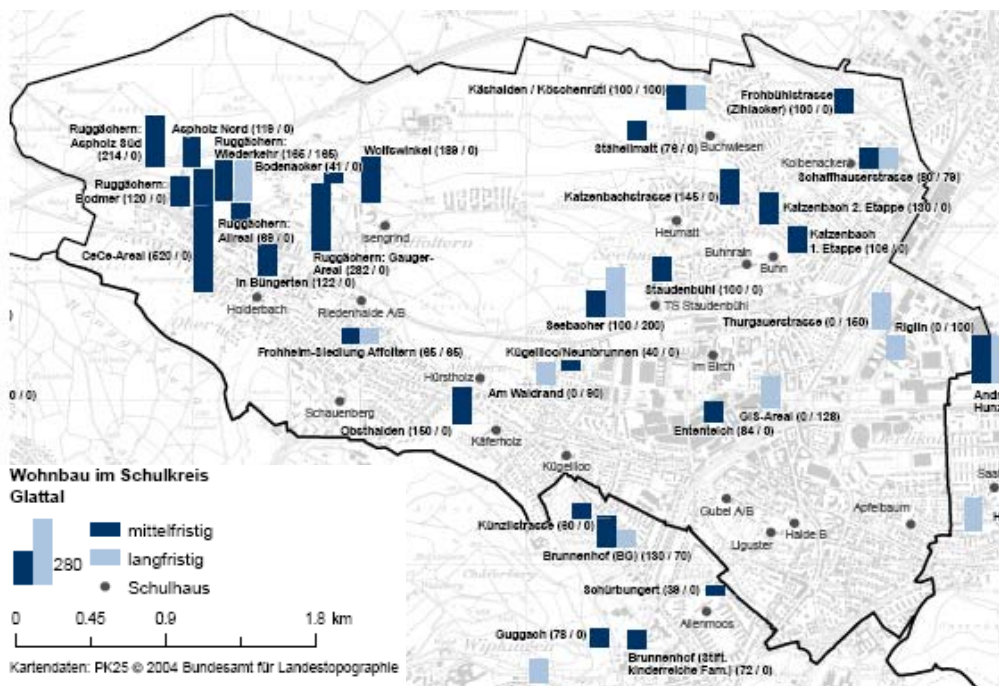 Käshalden / Köschenrüti (100 / 100)
Frohbühlstrasse
(Zihlacker) (100 / 0)
Ruggächern:
Aspholz Süd
(214 / 0)
Aspholz Nord (119 / 0)
Ruggächern:
Wiederkehr (165 / 165)
Bodenacker (41 / 0)
Wolfswinkel (189 / 0)
Stähelimatt (76 / 0)
Buchwiesen
Kolbenacker
Schaffhauserstrasse (80 / 79)
Ruggächern:
Bodmer (120 / 0)
Katzenbachstrasse (145 / 0)
Katzenbach 2. Etappe (130 / 0)
Ruggächern:
Allreal (69 / 0)
Isengrind
Heumatt
Katzenbach
1. Etappe (106 / 0)
CeCe-Areal (520 / 0)
Ruggächern: Gauger-
Areal (282 / 0)
Buhnrain
Buhn
In Büngerten (122 / 0)
Staudenbühl (100 / 0)
Holderbach
Riedenhalde A/B
TS Staudenbühl
Seebacher (100 / 200)
Thurgauerstrasse (0 / 150)
Riglin (0 / 100)
Frohheim-Siedlung Affoltern (65 / 65)
Kügeliloo/Neunbrunnen (40 / 0)
Im Birch
Hürstholz
Am Waldrand (0 / 90)
0 / 0)
Schauenberg
GIS-Areal (0 / 128)
Obsthalden (150 / 0)
Ententeich (84 / 0)
Käferholz
Kügeliloo
Wohnbau im Schulkreis
Glattal
280
mittelfristig
langfristig
Schulhaus
0 0.45 0.9 1.8 km
Kartendaten: PK25 © 2004 Bundesamt für Landestopographie
Künzlistrasse (60 / 0)
Gubel A/B
Apfelbaum
Liguster
Halde B
Brunnenhof (BG) (130 / 70)
Schürbungert (38 / 0)
Allenmoos
Guggach (78 / 0)
Brunnenhof (Stift.
kinderreiche Fam.) (72 / 0)